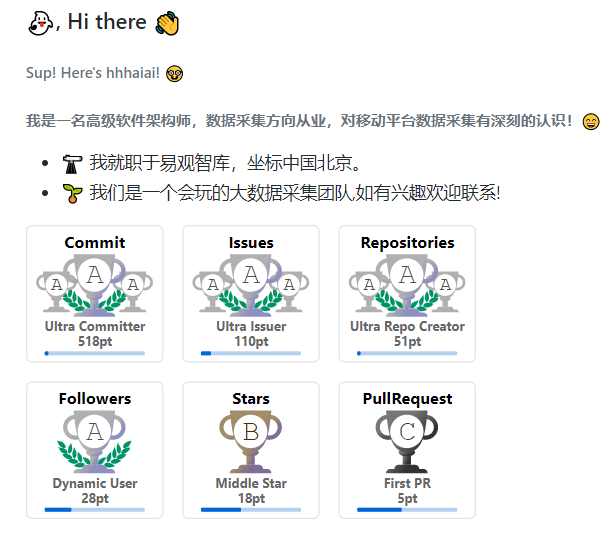 👻, Hi there 👋
Sup! Here's hhhaiai! 🤓
我是一名高级软件架构师，数据采集方向从业，对移动平台数据采集有深刻的认识！😄
• 🔭 我就职于易观智库，坐标中国北京。
• 🌱 我们是一个会玩的大数据采集团队,如有兴趣欢迎联系!
Commit Issues Repositories
A A A A A A A A A
Ultra Committer Ultra Issuer Ultra Repo Creator
518pt 110pt 51pt
Followers Stars PullRequest
A B C
Dynamic User Middle Star First PR
28pt 18pt 5pt